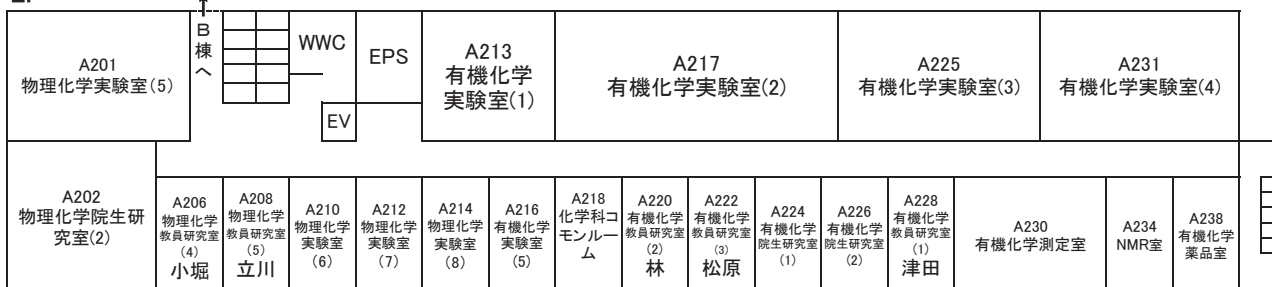 A201
物理化学実験室(5)
B
棟
へ
WWC
EPS
EV
A213
有機化学
実験室(1)
A217
有機化学実験室(2)
A225
有機化学実験室(3)
A231
有機化学実験室(4)
A202
物理化学院生研
究室(2)
A206
物理化学
教員研究室
(4)
小堀
A208
物理化学
教員研究室
(5)
立川
A210
物理化学
実験室
(6)
A212
物理化学
実験室
(7)
A214
物理化学
実験室
(8)
A216
有機化学
実験室
(5)
A218
化学科コ
モンルー
ム
A220
有機化学
教員研究室
(2)
林
A222
有機化学
教員研究室
(3)
松原
A224
有機化学
院生研究室
(1)
A226
有機化学
院生研究室
(2)
A228
有機化学
教員研究室
(1)
津田
A230
有機化学測定室
A234
NMR室
A238
有機化学
薬品室